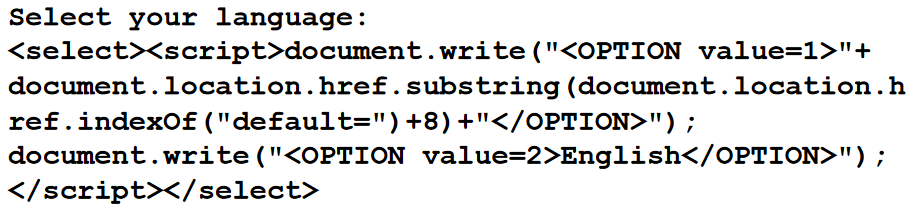 Select your language:
<select><script>document.write("<OPTION value=1>"+
document.location.href.substring(document.location.h
ref.indexOf("default=")+8)+"</OPTION>");
document.write("<OPTION value=2>English</OPTION>");
</script></select>